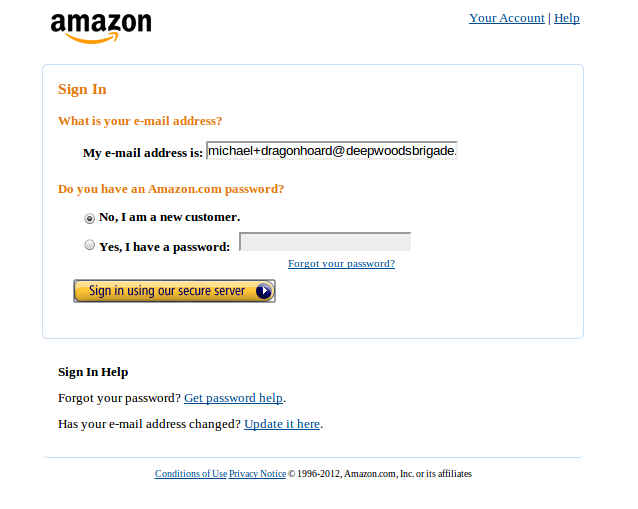 amazon
Your Account | Help
Sign In
What is your e-mail address?
My e-mail address is: michael+dragonhoard@deepwoodsbrigade.
Do you have an Amazon.com password?
No, I am a new customer.
Yes, I have a password:
Forgot your password?
Sign in using our secure server
Sign In Help
Forgot your password? Get password help.
Has your e-mail address changed? Update it here.
Conditions of Use Privacy Notice © 1996-2012, Amazon.com, Inc. or its affiliates